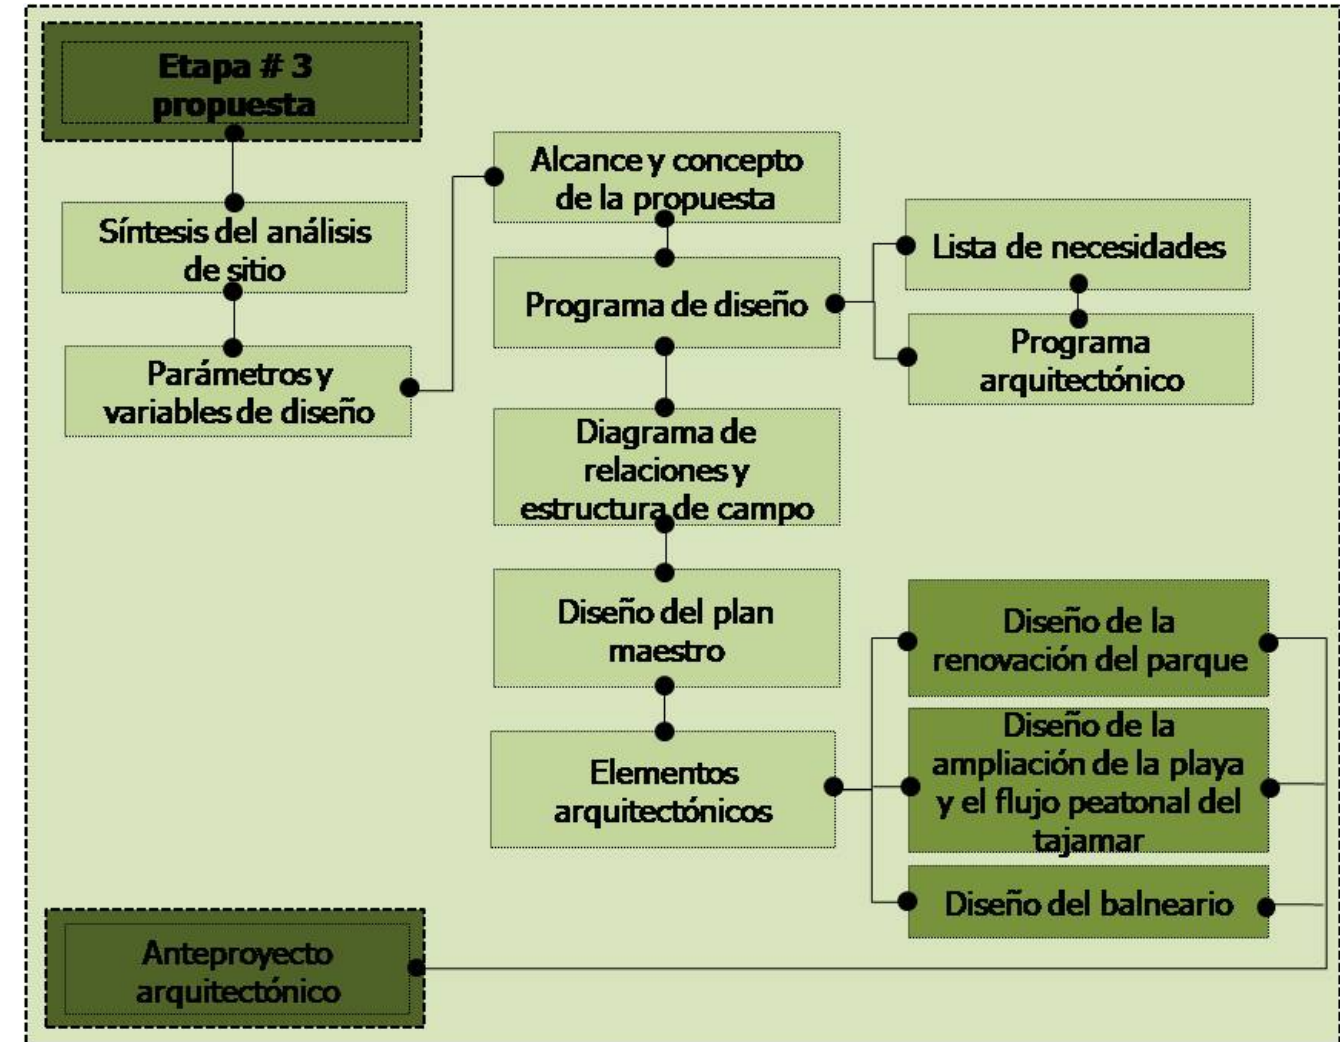 Etapa # 3
propuesta
Síntesis del análisis
de sitio
Parámetros y
variables de diseño
Alcance y concepto
de la propuesta
Programa de diseño
Lista de necesidades
Programa
arquitectónico
Diagrama de
relaciones y
estructura de campo
Diseño del plan
maestro
Elementos
arquitectónicos
Diseño de la
renovación del parque
Diseño de la
ampliación de la playa
y el flujo peatonal del
tajamar
Diseño del balneario
Anteproyecto
arquitectónico